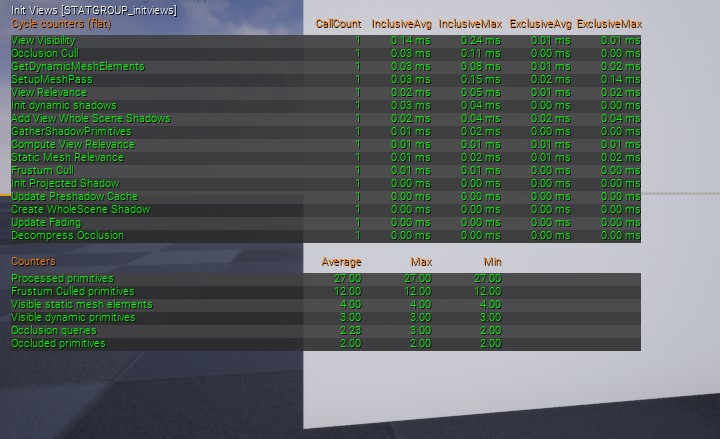 Init Views [STATGROUP_initviews]
Cycle counters (flat) CallCount InclusiveAvg InclusiveMax ExclusiveAvg ExclusiveMax
View Visibility 1 0.14 ms 0.24 ms 0.01 ms 0.01 ms
Occlusion Cull 1 0.03 ms 0.11 ms 0.00 ms 0.00 ms
GetDynamicMeshElements 1 0.03 ms 0.08 ms 0.01 ms 0.02 ms
SetupMeshPass 1 0.03 ms 0.15 ms 0.02 ms 0.14 ms
View Relevance 1 0.02 ms 0.05 ms 0.01 ms 0.02 ms
Init dynamic shadows 1 0.03 ms 0.04 ms 0.00 ms 0.00 ms
Add View Whole Scene Shadows 1 0.02 ms 0.04 ms 0.02 ms 0.04 ms
GatherShadowPrimitives 1 0.01 ms 0.02 ms 0.00 ms 0.00 ms
Compute View Relevance 1 0.01 ms 0.01 ms 0.01 ms 0.01 ms
Static Mesh Relevance 1 0.01 ms 0.02 ms 0.01 ms 0.02 ms
Frustum Cull 1 0.01 ms 0.01 ms 0.00 ms 0.00 ms
Init Projected Shadow 1 0.00 ms 0.00 ms 0.00 ms 0.00 ms
Update Preshadow Cache 1 0.00 ms 0.00 ms 0.00 ms 0.00 ms
Create WholeScene Shadow 1 0.00 ms 0.00 ms 0.00 ms 0.00 ms
Update Fading 1 0.00 ms 0.00 ms 0.00 ms 0.00 ms
Decompress Occlusion 1 0.00 ms 0.00 ms 0.00 ms 0.00 ms
Counters Average Max Min
Processed primitives 27.00 27.00 27.00
Frustum Culled primitives 12.00 12.00 12.00
Visible static mesh elements 4.00 4.00 4.00
Visible dynamic primitives 3.00 3.00 3.00
Occlusion queries 2.23 3.00 2.00
Occluded primitives 2.00 2.00 2.00